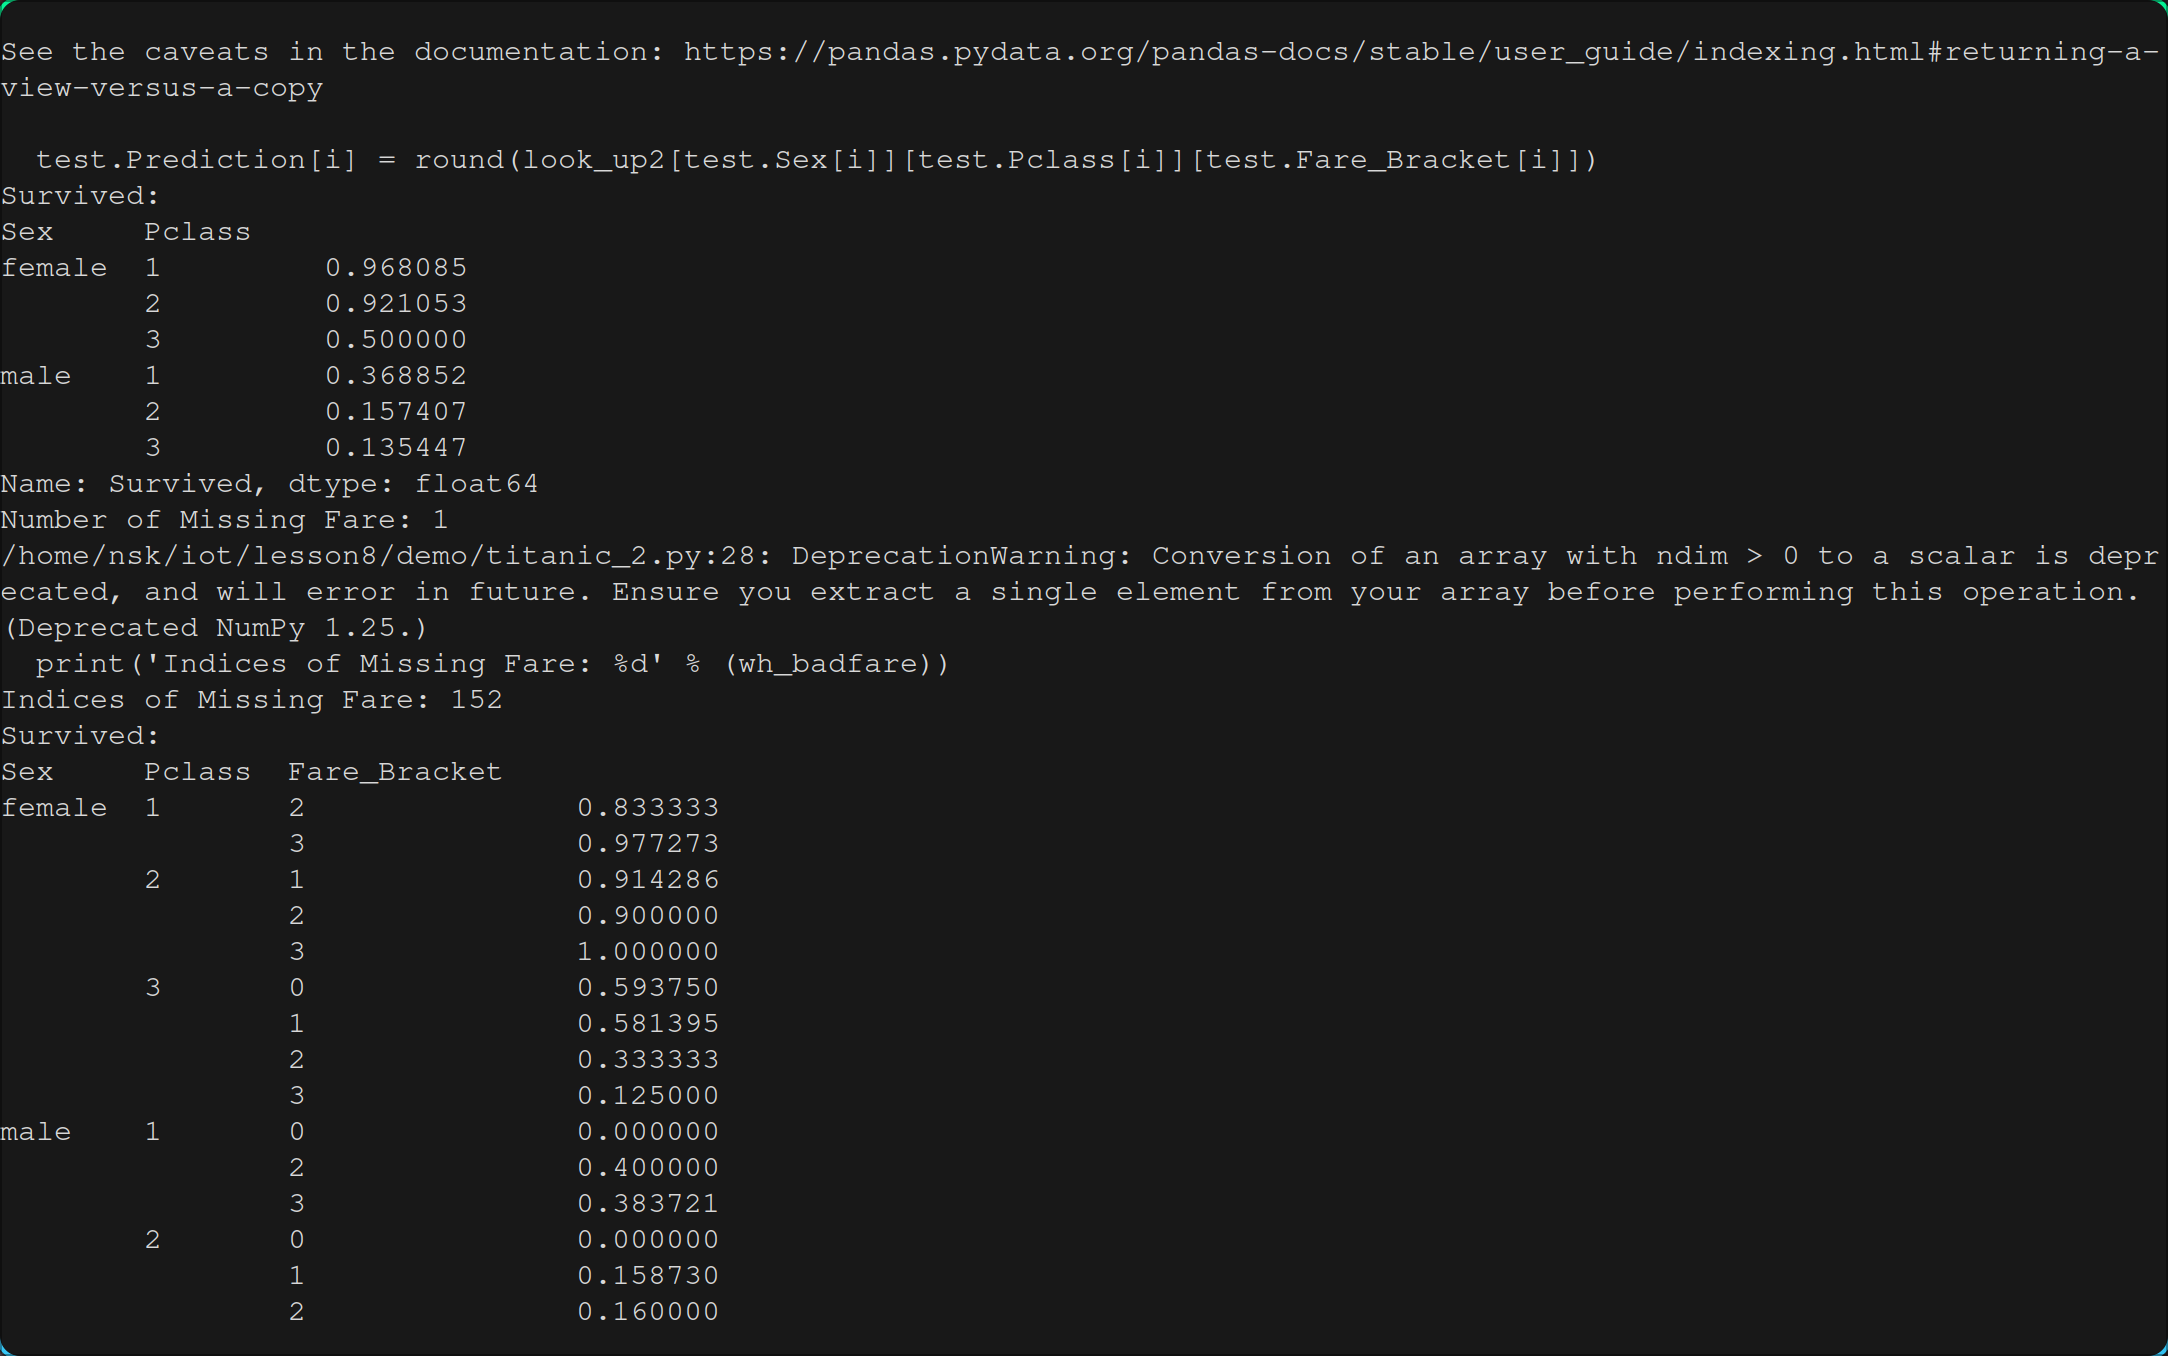 See the caveats in the documentation: https://pandas.pydata.org/pandas-docs/stable/user_guide/indexing.html#returning-a-
view-versus-a-copy
  test.Prediction[i] = round(look_up2[test.Sex[i]][test.Pclass[i]][test.Fare_Bracket[i]])
Survived:
Sex     Pclass
female  1         0.968085
        2         0.921053
        3         0.500000
male    1         0.368852
        2         0.157407
        3         0.135447
Name: Survived, dtype: float64
Number of Missing Fare: 1
/home/nsk/iot/lesson8/demo/titanic_2.py:28: DeprecationWarning: Conversion of an array with ndim > 0 to a scalar is depr
ecated, and will error in future. Ensure you extract a single element from your array before performing this operation.
(Deprecated NumPy 1.25.)
  print('Indices of Missing Fare: %d' % (wh_badfare))
Indices of Missing Fare: 152
Survived:
Sex     Pclass  Fare_Bracket
female  1       2               0.833333
                3               0.977273
        2       1               0.914286
                2               0.900000
                3               1.000000
        3       0               0.593750
                1               0.581395
                2               0.333333
                3               0.125000
male    1       0               0.000000
                2               0.400000
                3               0.383721
        2       0               0.000000
                1               0.158730
                2               0.160000